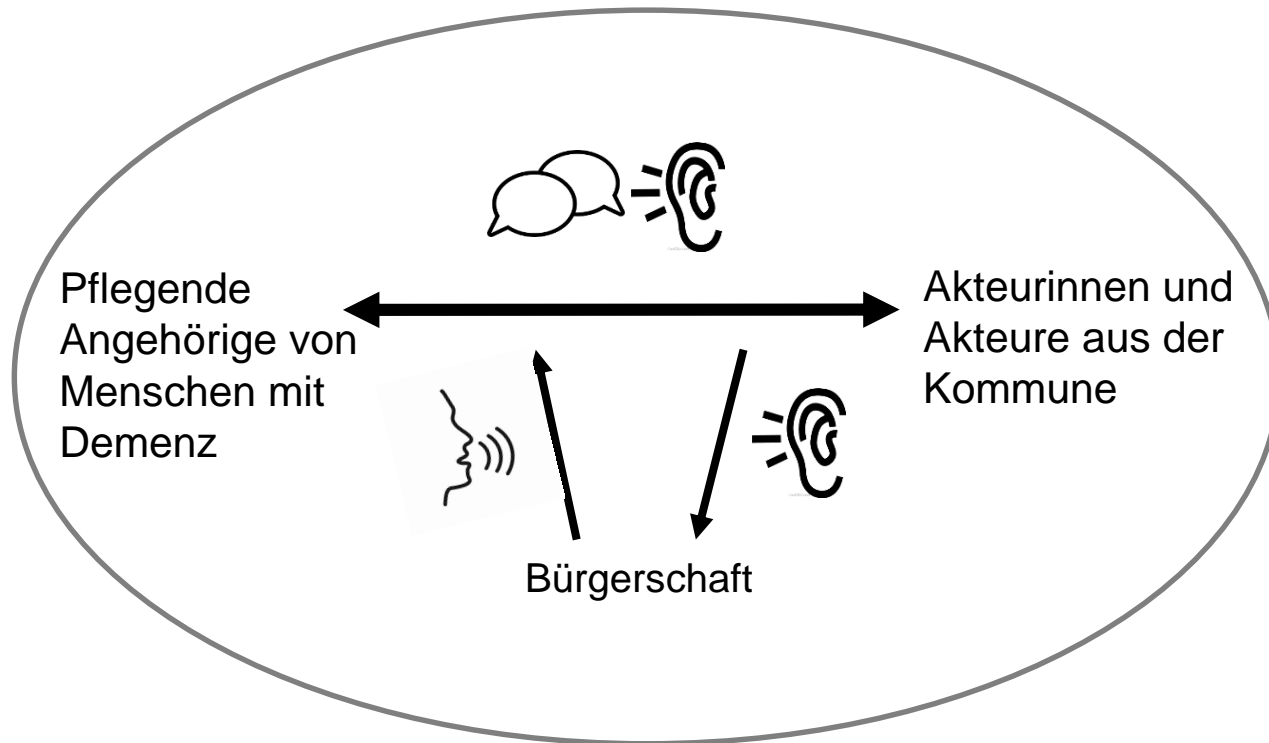 Pflegende
Angehörige von
Menschen mit
Demenz
Akteurinnen und
Akteure aus der
Kommune
Bürgerschaft